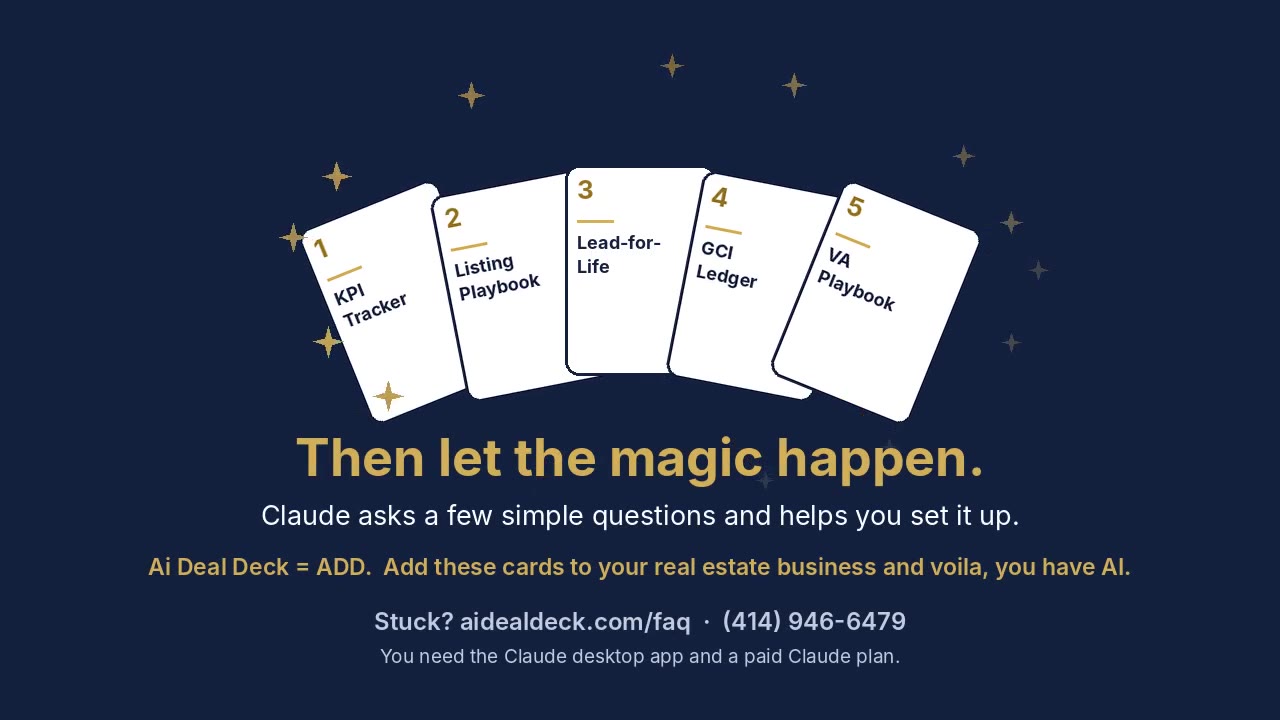 1
KPI
Tracker
2
Listing
Playbook
3
Lead-for-
Life
4
GCI
Ledger
5
VA
Playbook
Then let the magic happen.
Claude asks a few simple questions and helps you set it up.
Ai Deal Deck = ADD.  Add these cards to your real estate business and voila, you have AI.
Stuck? aidealdeck.com/faq · (414) 946-6479
You need the Claude desktop app and a paid Claude plan.